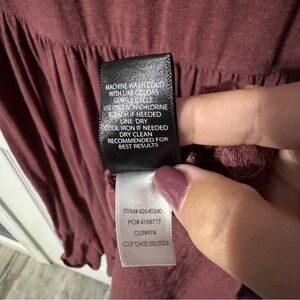 MACHINE WASH COLD
WITH LIKE COLORS
GENTLE CYCLE
USE ONLY NON-CHLORINE
BLEACH IF NEEDED
LINE DRY
COOL IRON IF NEEDED
DRY CLEAN
RECOMMENDED FOR
BEST RESULTS
ITEM# 42640340
PO# 4158777
CUT#974
CUT DATE:03/2024